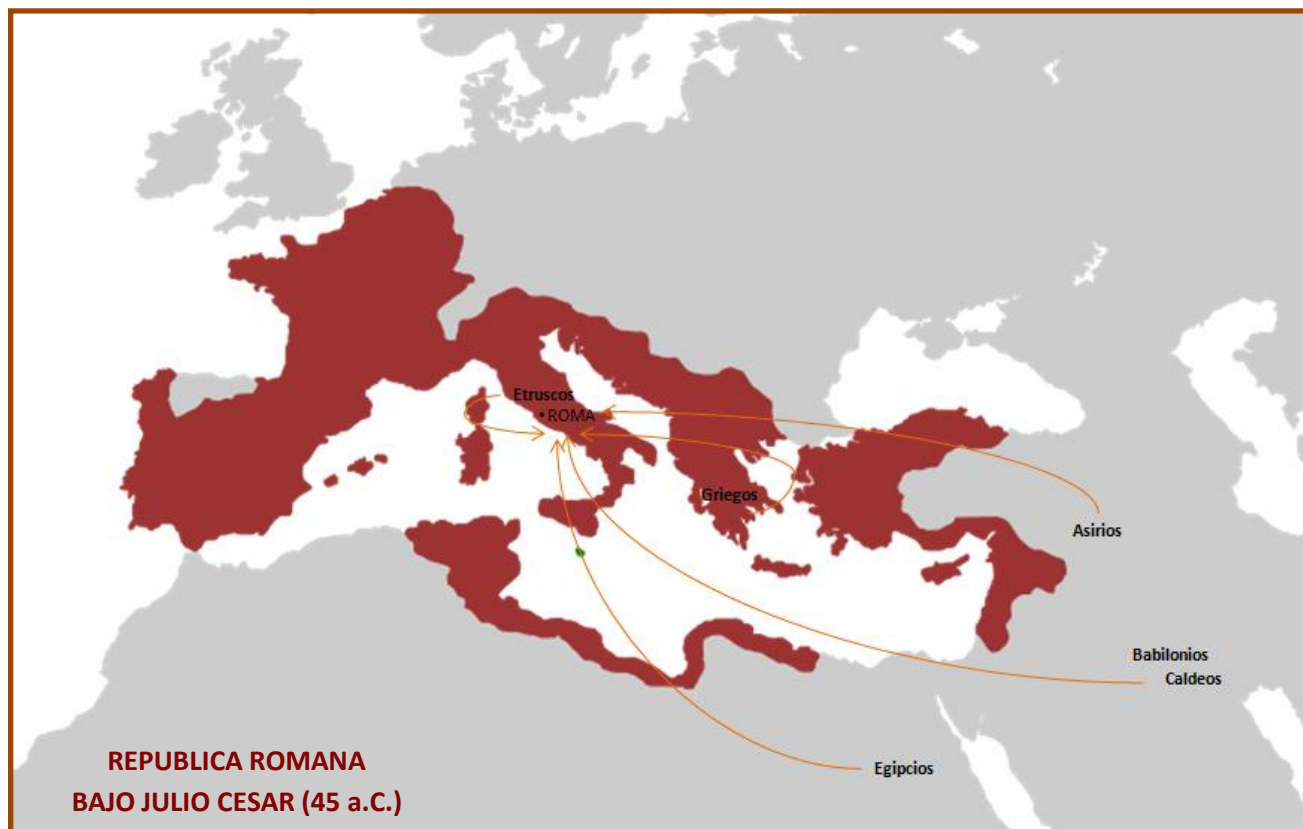 Etruscos
•ROMA
Griegos
Asirios
Babilonios
Caldeos
Egipcios
REPUBLICA ROMANA
BAJO JULIO CESAR (45 a.C.)